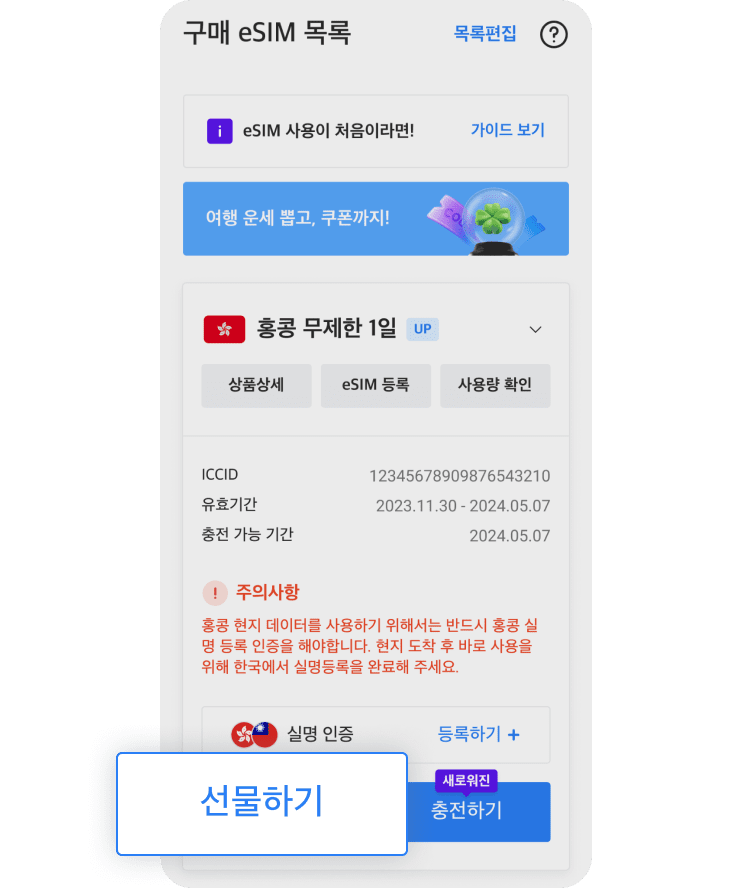 구매 eSIM 목록
목록편집
?
i
eSIM 사용이 처음이라면!
가이드 보기
여행 운세 뽑고, 쿠폰까지!
COU
홍콩 무제한 1일
UP
상품상세
eSIM 등록
사용량 확인
ICCID
12345678909876543210
유효기간
2023.11.30 - 2024.05.07
충전 가능 기간
2024.05.07
! 주의사항
홍콩 현지 데이터를 사용하기 위해서는 반드시 홍콩 실
명 등록 인증을 해야합니다. 현지 도착 후 바로 사용을
위해 한국에서 실명등록을 완료해 주세요.
실명 인증
등록하기 +
새로워진
선물하기
충전하기